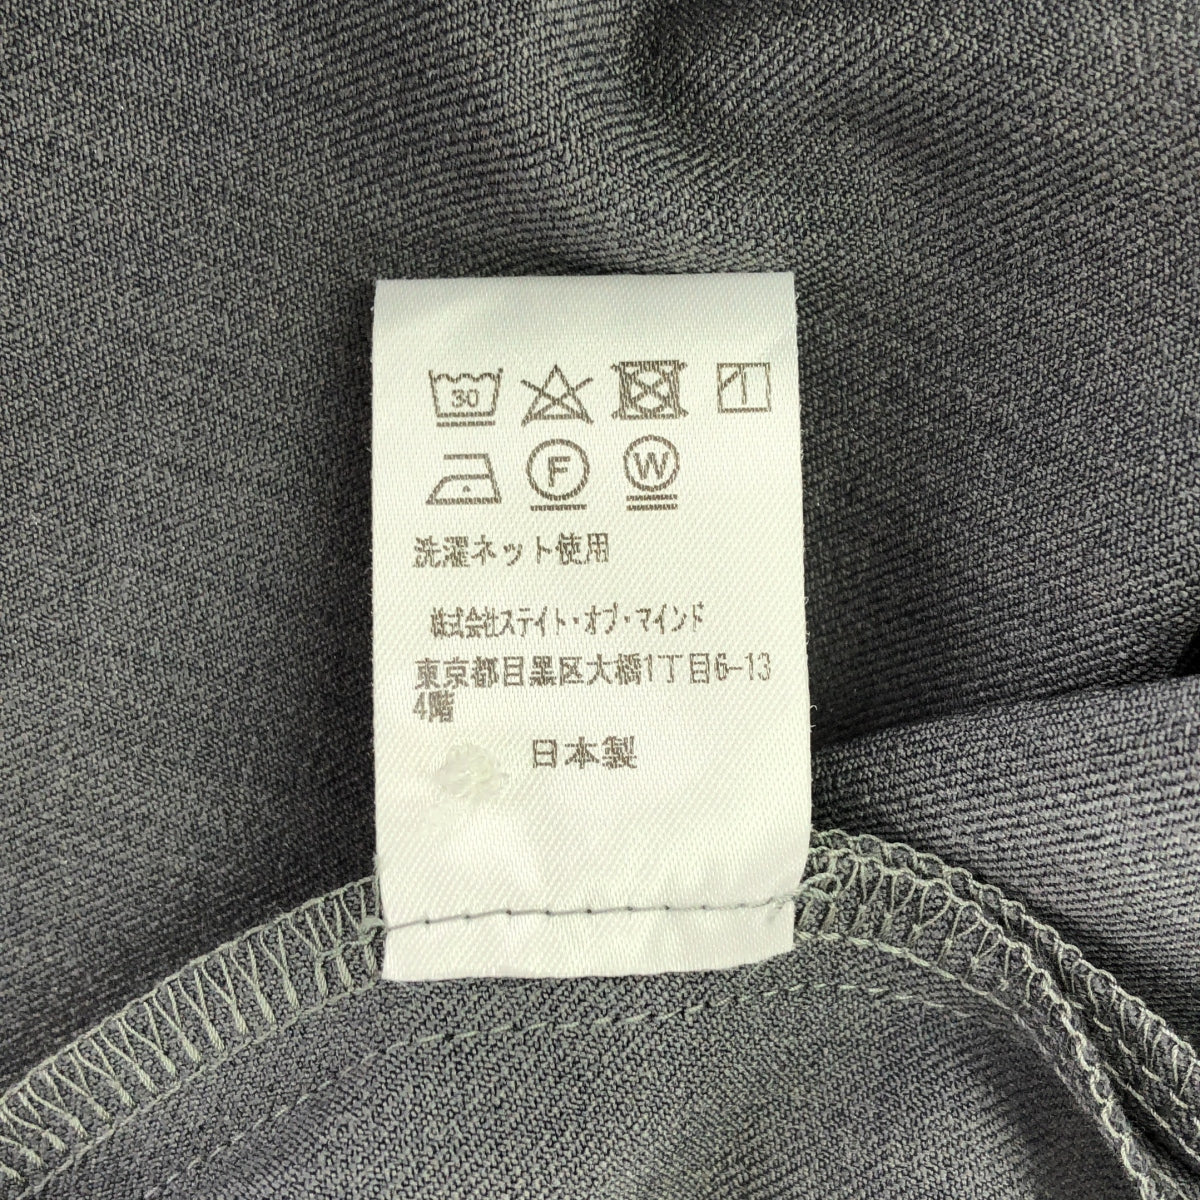 30
F W
洗濯ネット使用
株式会社ステイト・オブ・マインド
東京都目黒区大橋1丁目6-13
4階
日本製